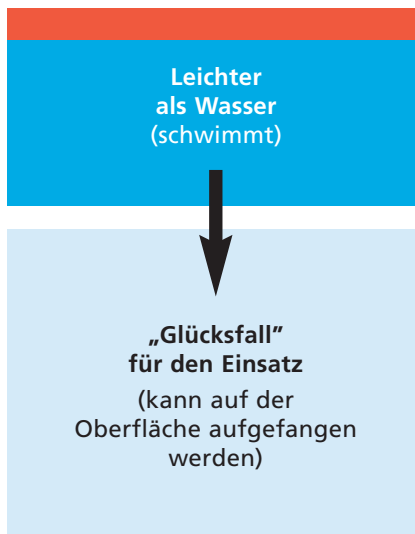 Leichter
als Wasser
(schwimmt)
„Glücksfall”
für den Einsatz
(kann auf der
Oberfläche aufgefangen
werden)